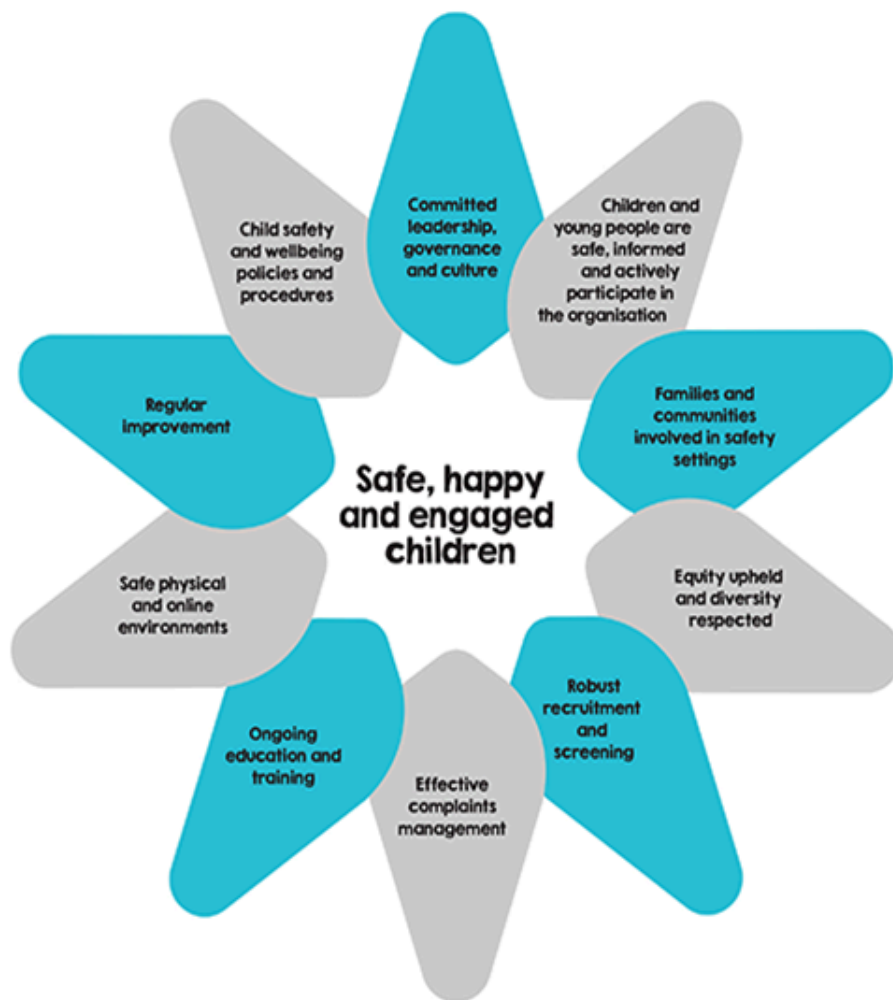 Committed
leadership,
governance
and culture
Children and
young people are
safe, informed
and actively
participate in
the organisation
Families and
communities
involved in safety
settings
Equity upheld
and diversity
respected
Robust
recruitment
and
screening
Effective
complaints
management
Ongoing
education and
training
Safe physical
and online
environments
Regular
improvement
Child safety
and wellbeing
policies and
procedures
Safe, happy
and engaged
children